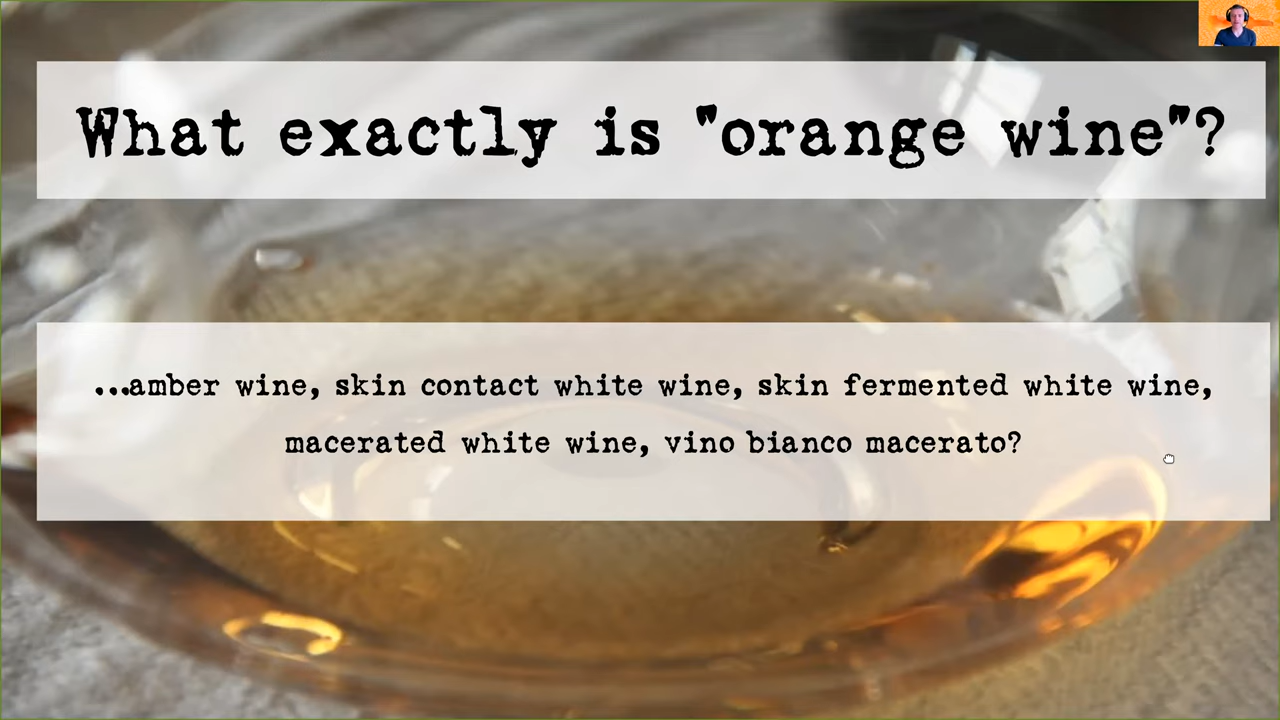 What exactly is "orange wine"?
...amber wine, skin contact white wine, skin fermented white wine,
macerated white wine, vino bianco macerato?